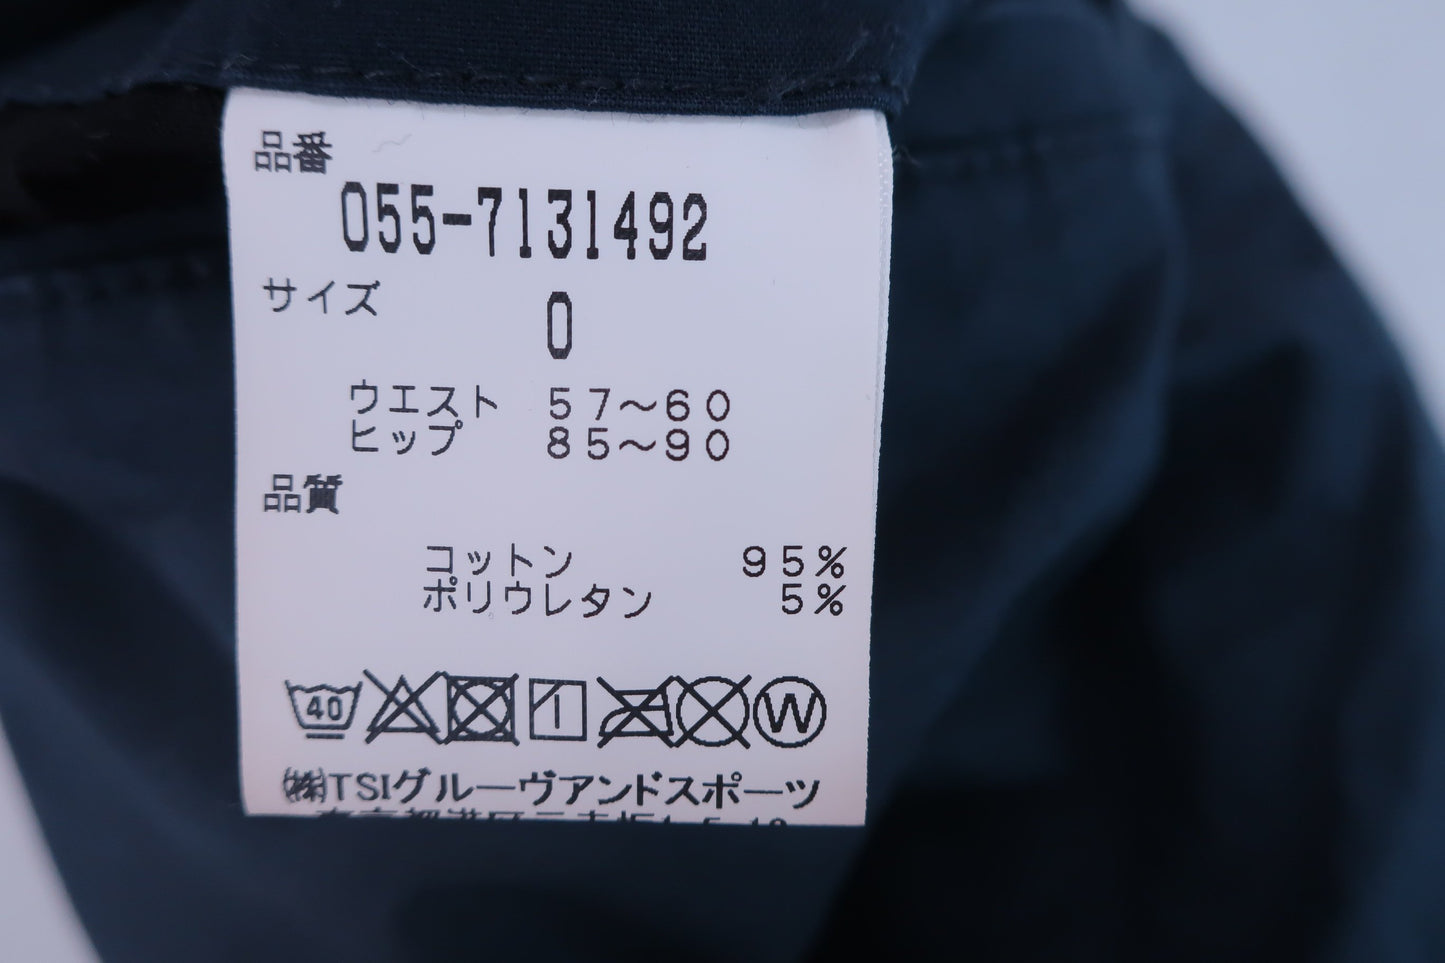 品番
055-7131492
サイズ
0
ウエスト 57～60
ヒップ 85～90
品質
コットン 95%
ポリウレタン 5%
40 W
㈱TSIグルーヴアンドスポーツ